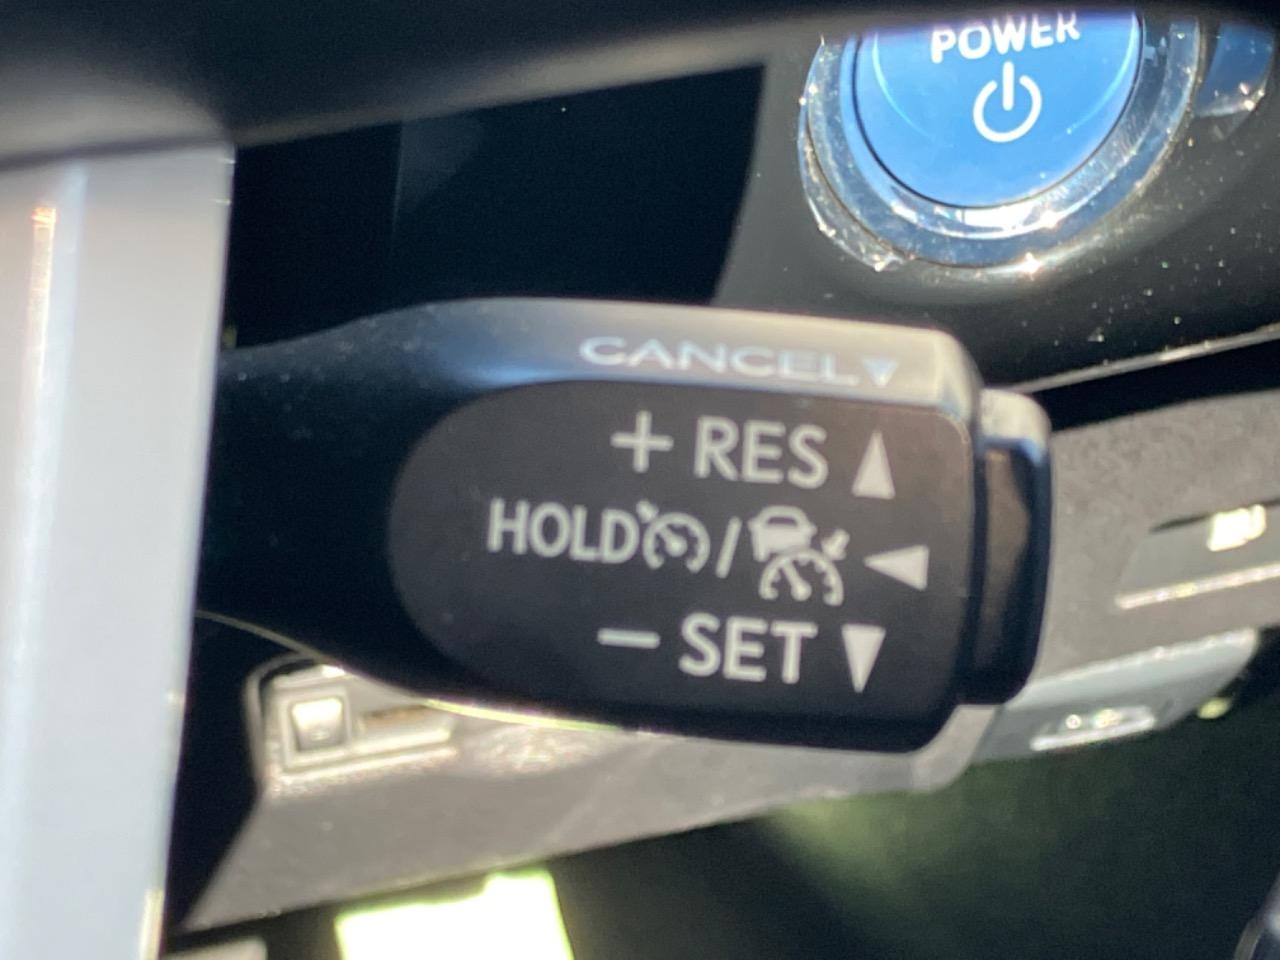 POWER
CANCEL▼
+ RES ▲
HOLD / ◀
− SET ▼